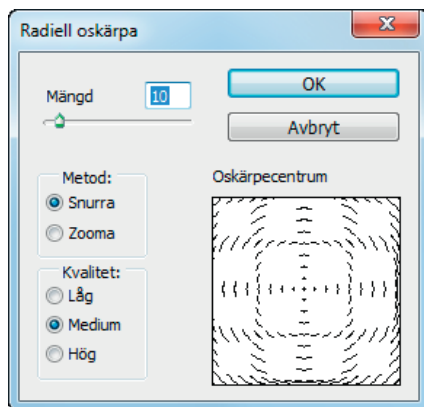 Radiell oskärpa
Mängd 10
OK
Avbryt
Metod:
Snurra
Zooma
Kvalitet:
Låg
Medium
Hög
Oskärpecentrum